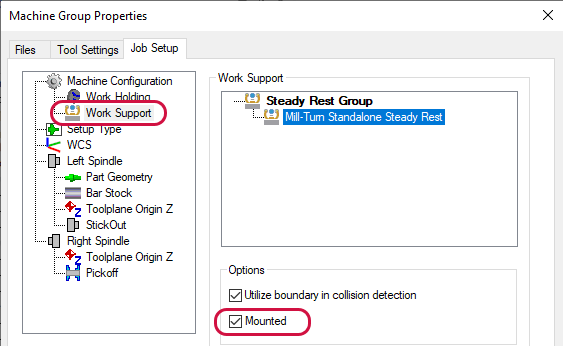 Machine Group Properties
Files
Tool Settings
Job Setup
Machine Configuration
Work Holding
Work Support
Setup Type
WCS
Left Spindle
Part Geometry
Bar Stock
Toolplane Origin Z
StickOut
Right Spindle
Toolplane Origin Z
Pickoff
Work Support
Steady Rest Group
Mill-Turn Standalone Steady Rest
Options
Utilize boundary in collision detection
Mounted